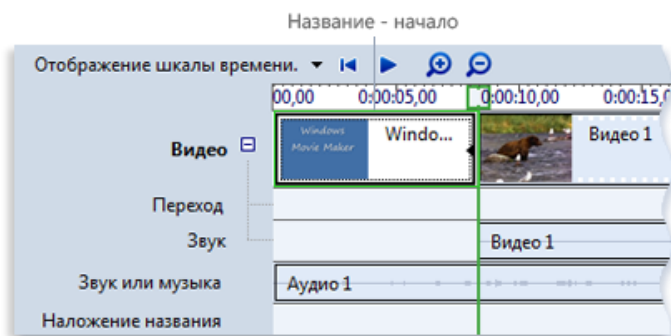 Название - начало
Отображение шкалы времени.
00,00 0:00:05,00 0:00:10,00 0:00:15,
Видео
Windows
Movie Maker
Windo...
Видео 1
Переход
Звук
Видео 1
Звук или музыка
Аудио 1
Наложение названия